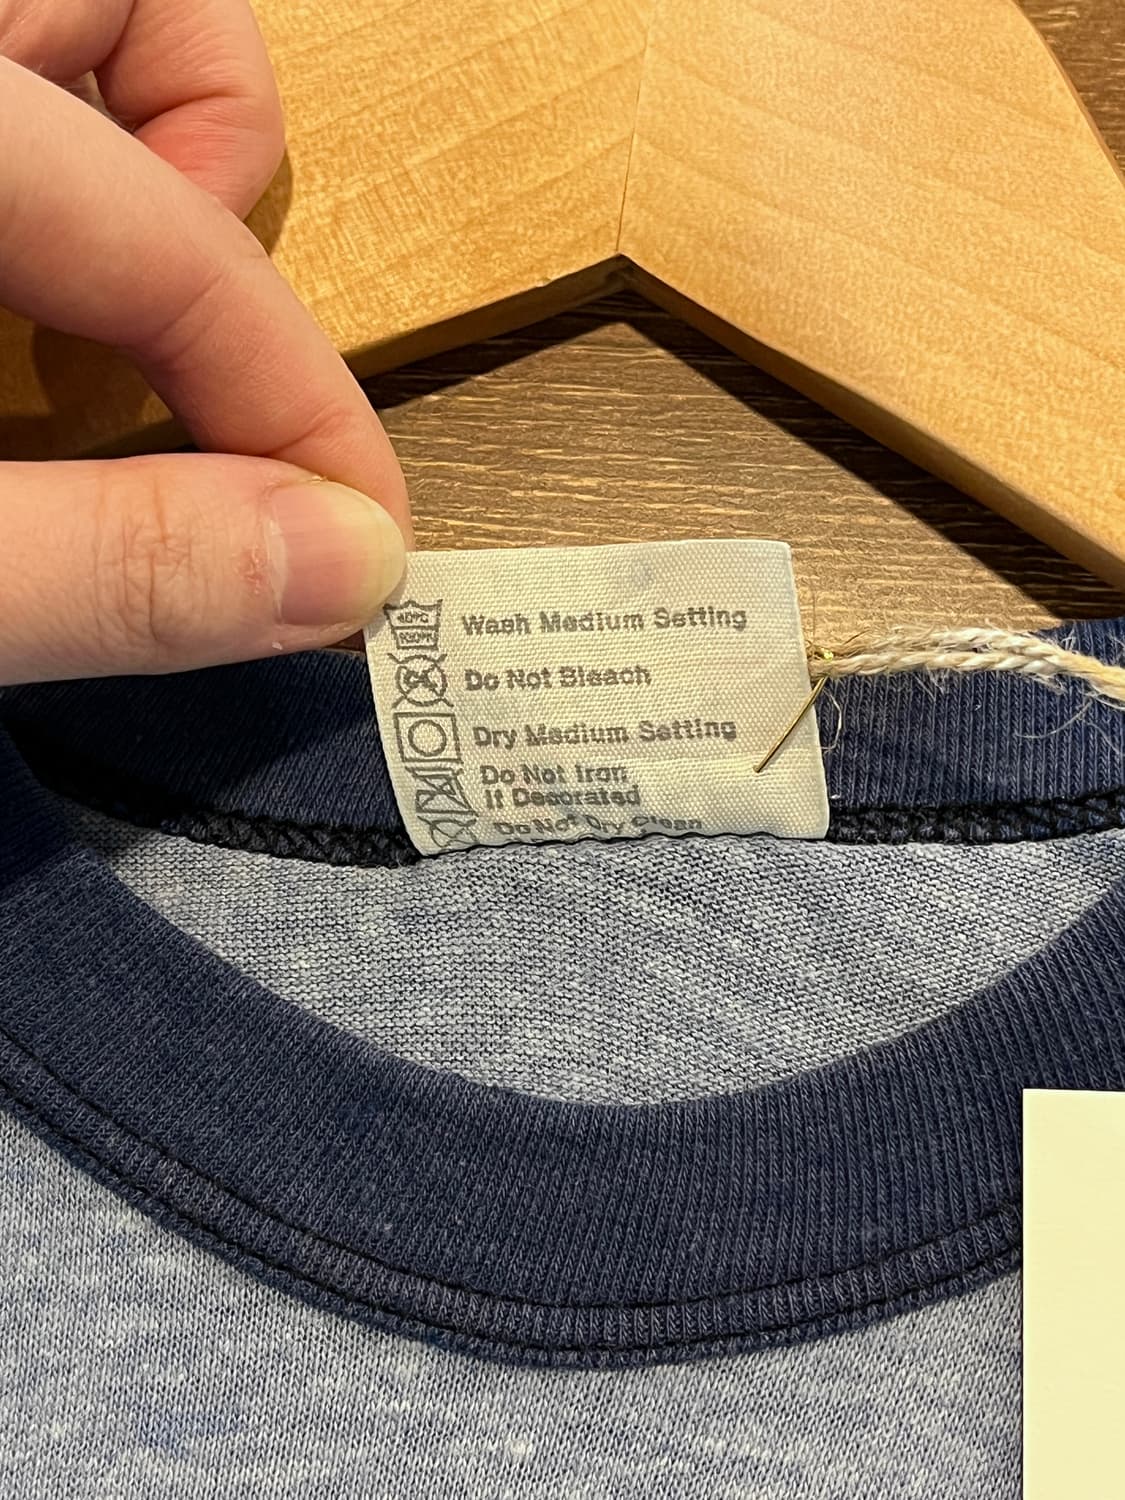 Wash Medium Setting
Do Not Bleach
Dry Medium Setting
Do Not Iron
If Decorated
Do Not Dry Clean